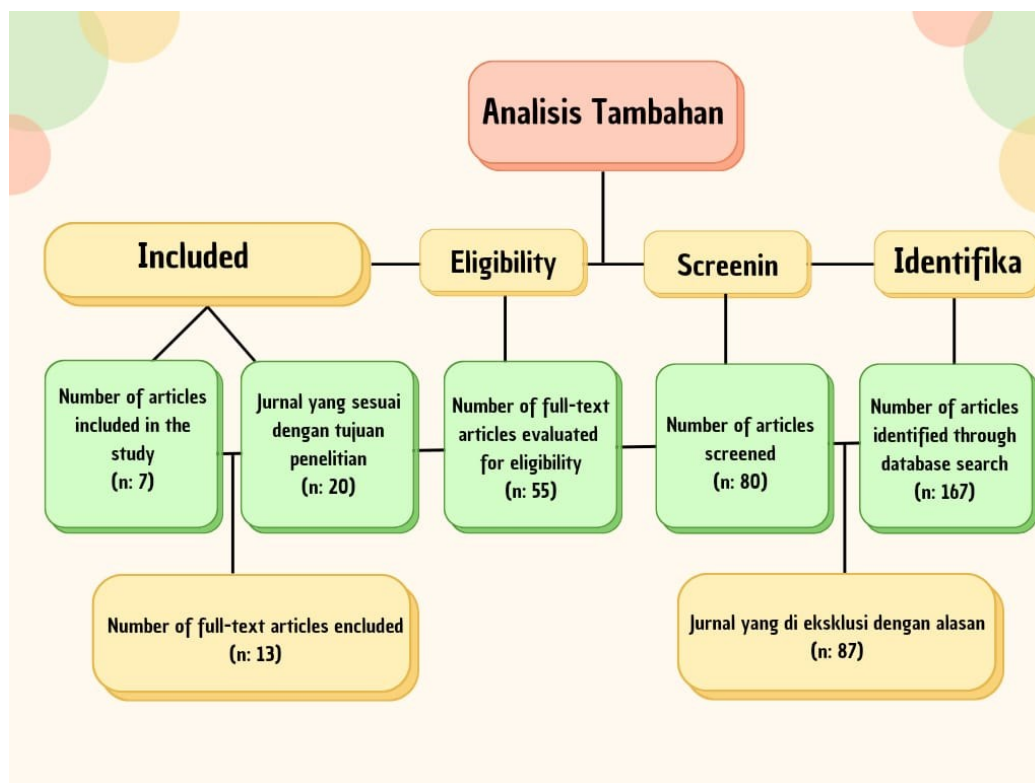 Analisis Tambahan
Included
Eligibility
Screenin
Identifika
Number of articles
included in the
study
(n: 7)
Jurnal yang sesuai
dengan tujuan
penelitian
(n: 20)
Number of full-text
articles evaluated
for eligibility
(n: 55)
Number of articles
screened
(n: 80)
Number of articles
identified through
database search
(n: 167)
Number of full-text articles encluded
(n: 13)
Jurnal yang di eksklusi dengan alasan
(n: 87)